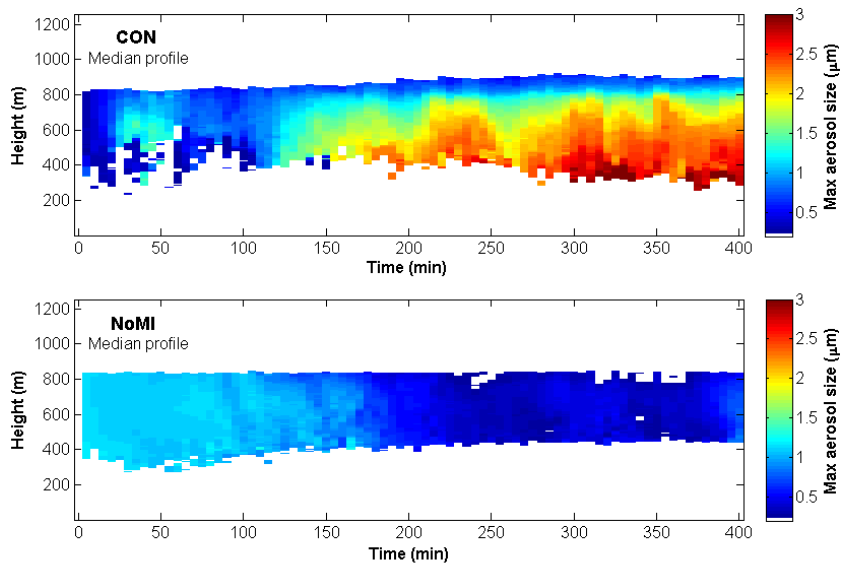 CON
Median profile
1200
1000
800
600
400
200
Height (m)
0 50 100 150 200 250 300 350 400
Time (min)
3
2.5
2
1.5
1
0.5
Max aerosol size (μm)
NoMI
Median profile
1200
1000
800
600
400
200
Height (m)
0 50 100 150 200 250 300 350 400
Time (min)
3
2.5
2
1.5
1
0.5
Max aerosol size (μm)